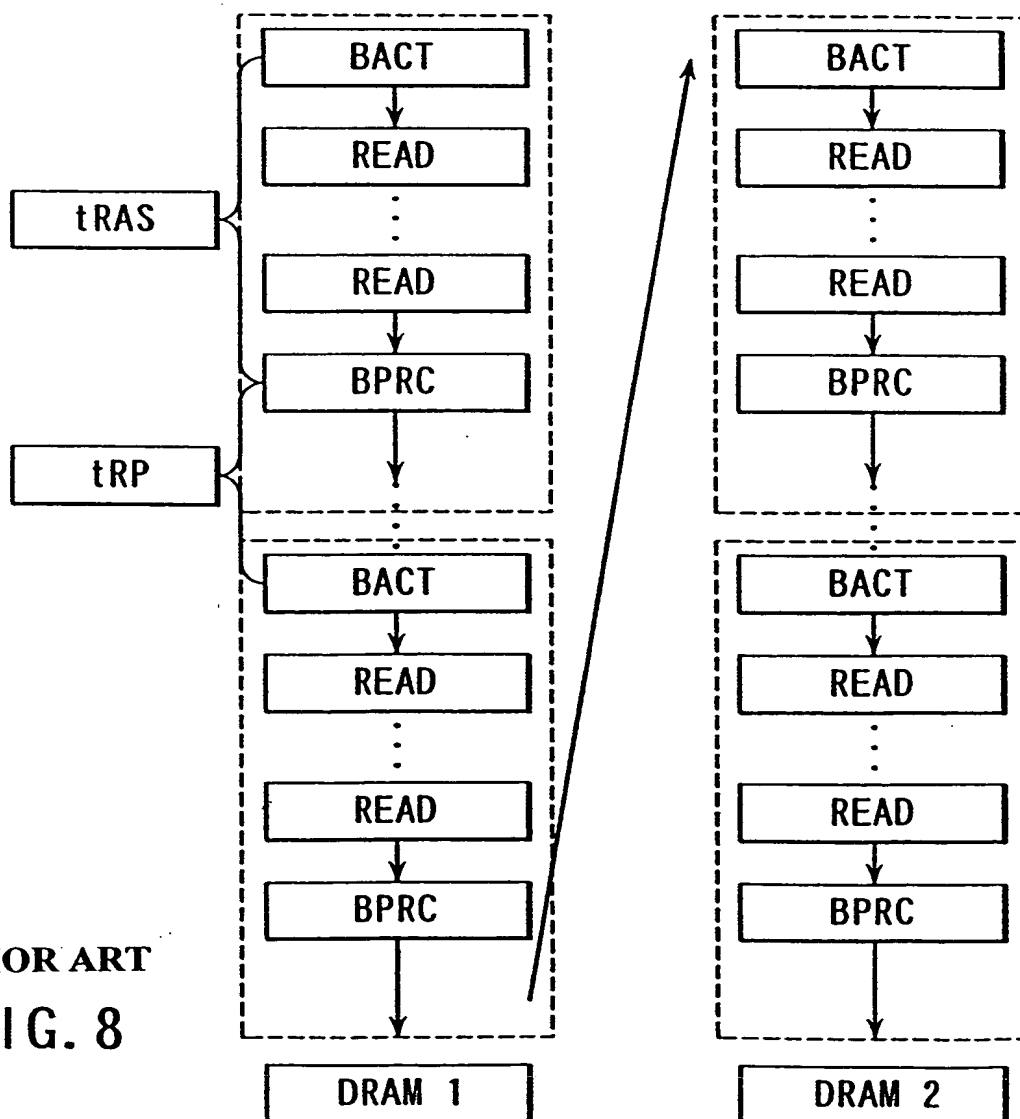 BACT
READ
READ
BPRC
BACT
READ
READ
BPRC
DRAM 1
tRAS
tRP
BACT
READ
READ
BPRC
BACT
READ
READ
BPRC
DRAM 2
OR ART
IG. 8